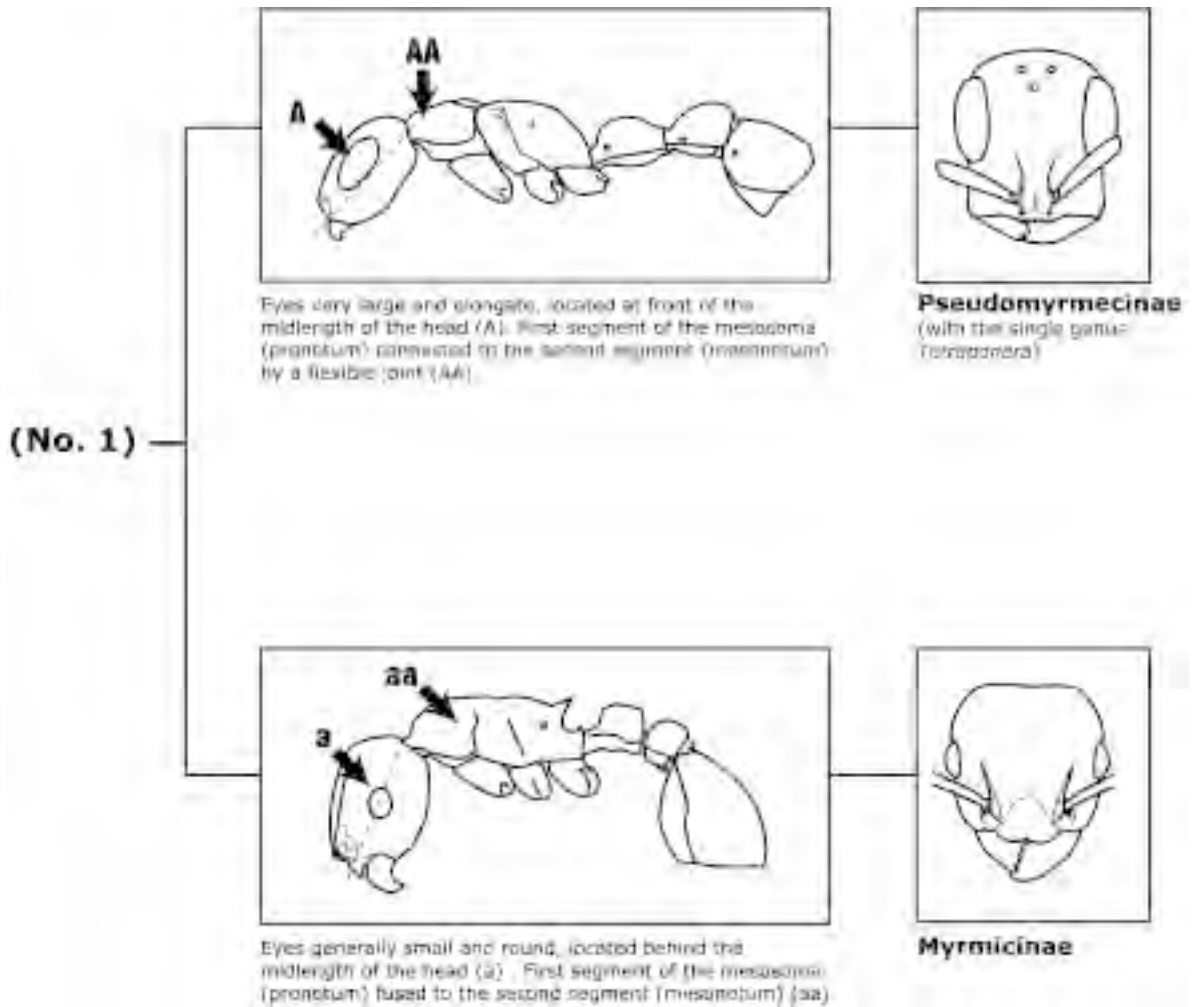 AA
A
Eyes very large and elongate, located at front of the
midlength of the head (A). First segment of the mesosoma
(pronotum) connected to the second segment (mesonotum)
by a flexible joint (AA).
Pseudomyrmecinae
(with the single genus
(No. 1)
aa
a
Eyes generally small and round, located behind the
midlength of the head (a) . First segment of the mesosoma
(pronotum) fused to the second segment (mesonotum) (aa)
Myrmicinae